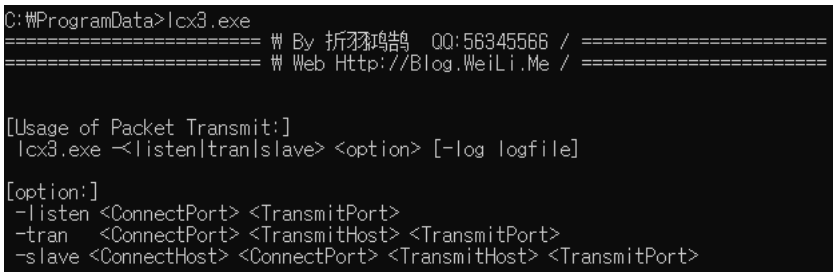 C:₩ProgramData>lcx3.exe
======================= ₩ By 折羽鸿鹄  QQ:56345566 / ======================
======================= ₩ Web Http://Blog.WeiLi.Me / ======================
[Usage of Packet Transmit:]
lcx3.exe -<listen|tran|slave> <option> [-log logfile]
[option:]
-listen <ConnectPort> <TransmitPort>
-tran   <ConnectPort> <TransmitHost> <TransmitPort>
-slave <ConnectHost> <ConnectPort> <TransmitHost> <TransmitPort>